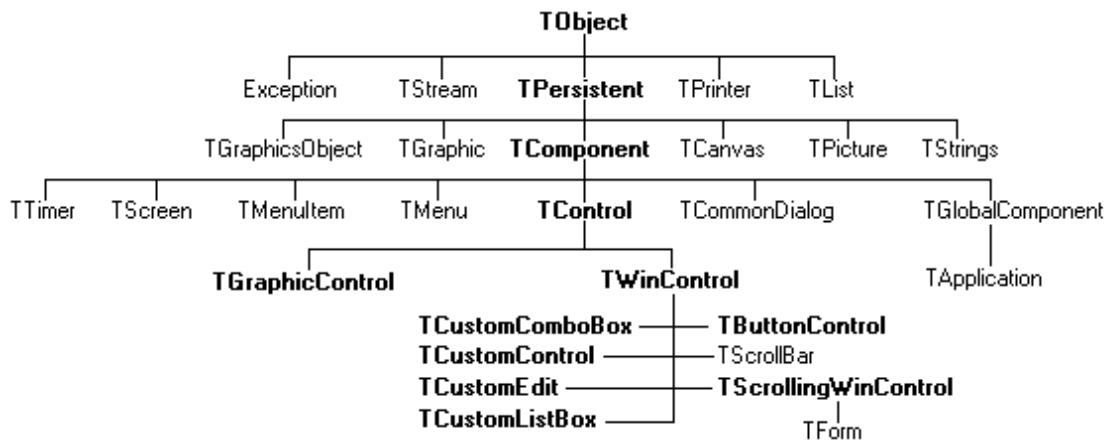 TObject
Exception TStream TPersistent TPrinter TList
TGraphicsObject TGraphic TComponent TCanvas TPicture TStrings
TTimer TScreen TMenuItem TMenu TControl TCommonDialog TGlobalComponent
TGraphicControl TWinControl TApplication
TCustomComboBox TButtonControl
TCustomControl TScrollBar
TCustomEdit TScrollingWinControl
TCustomListBox
TForm